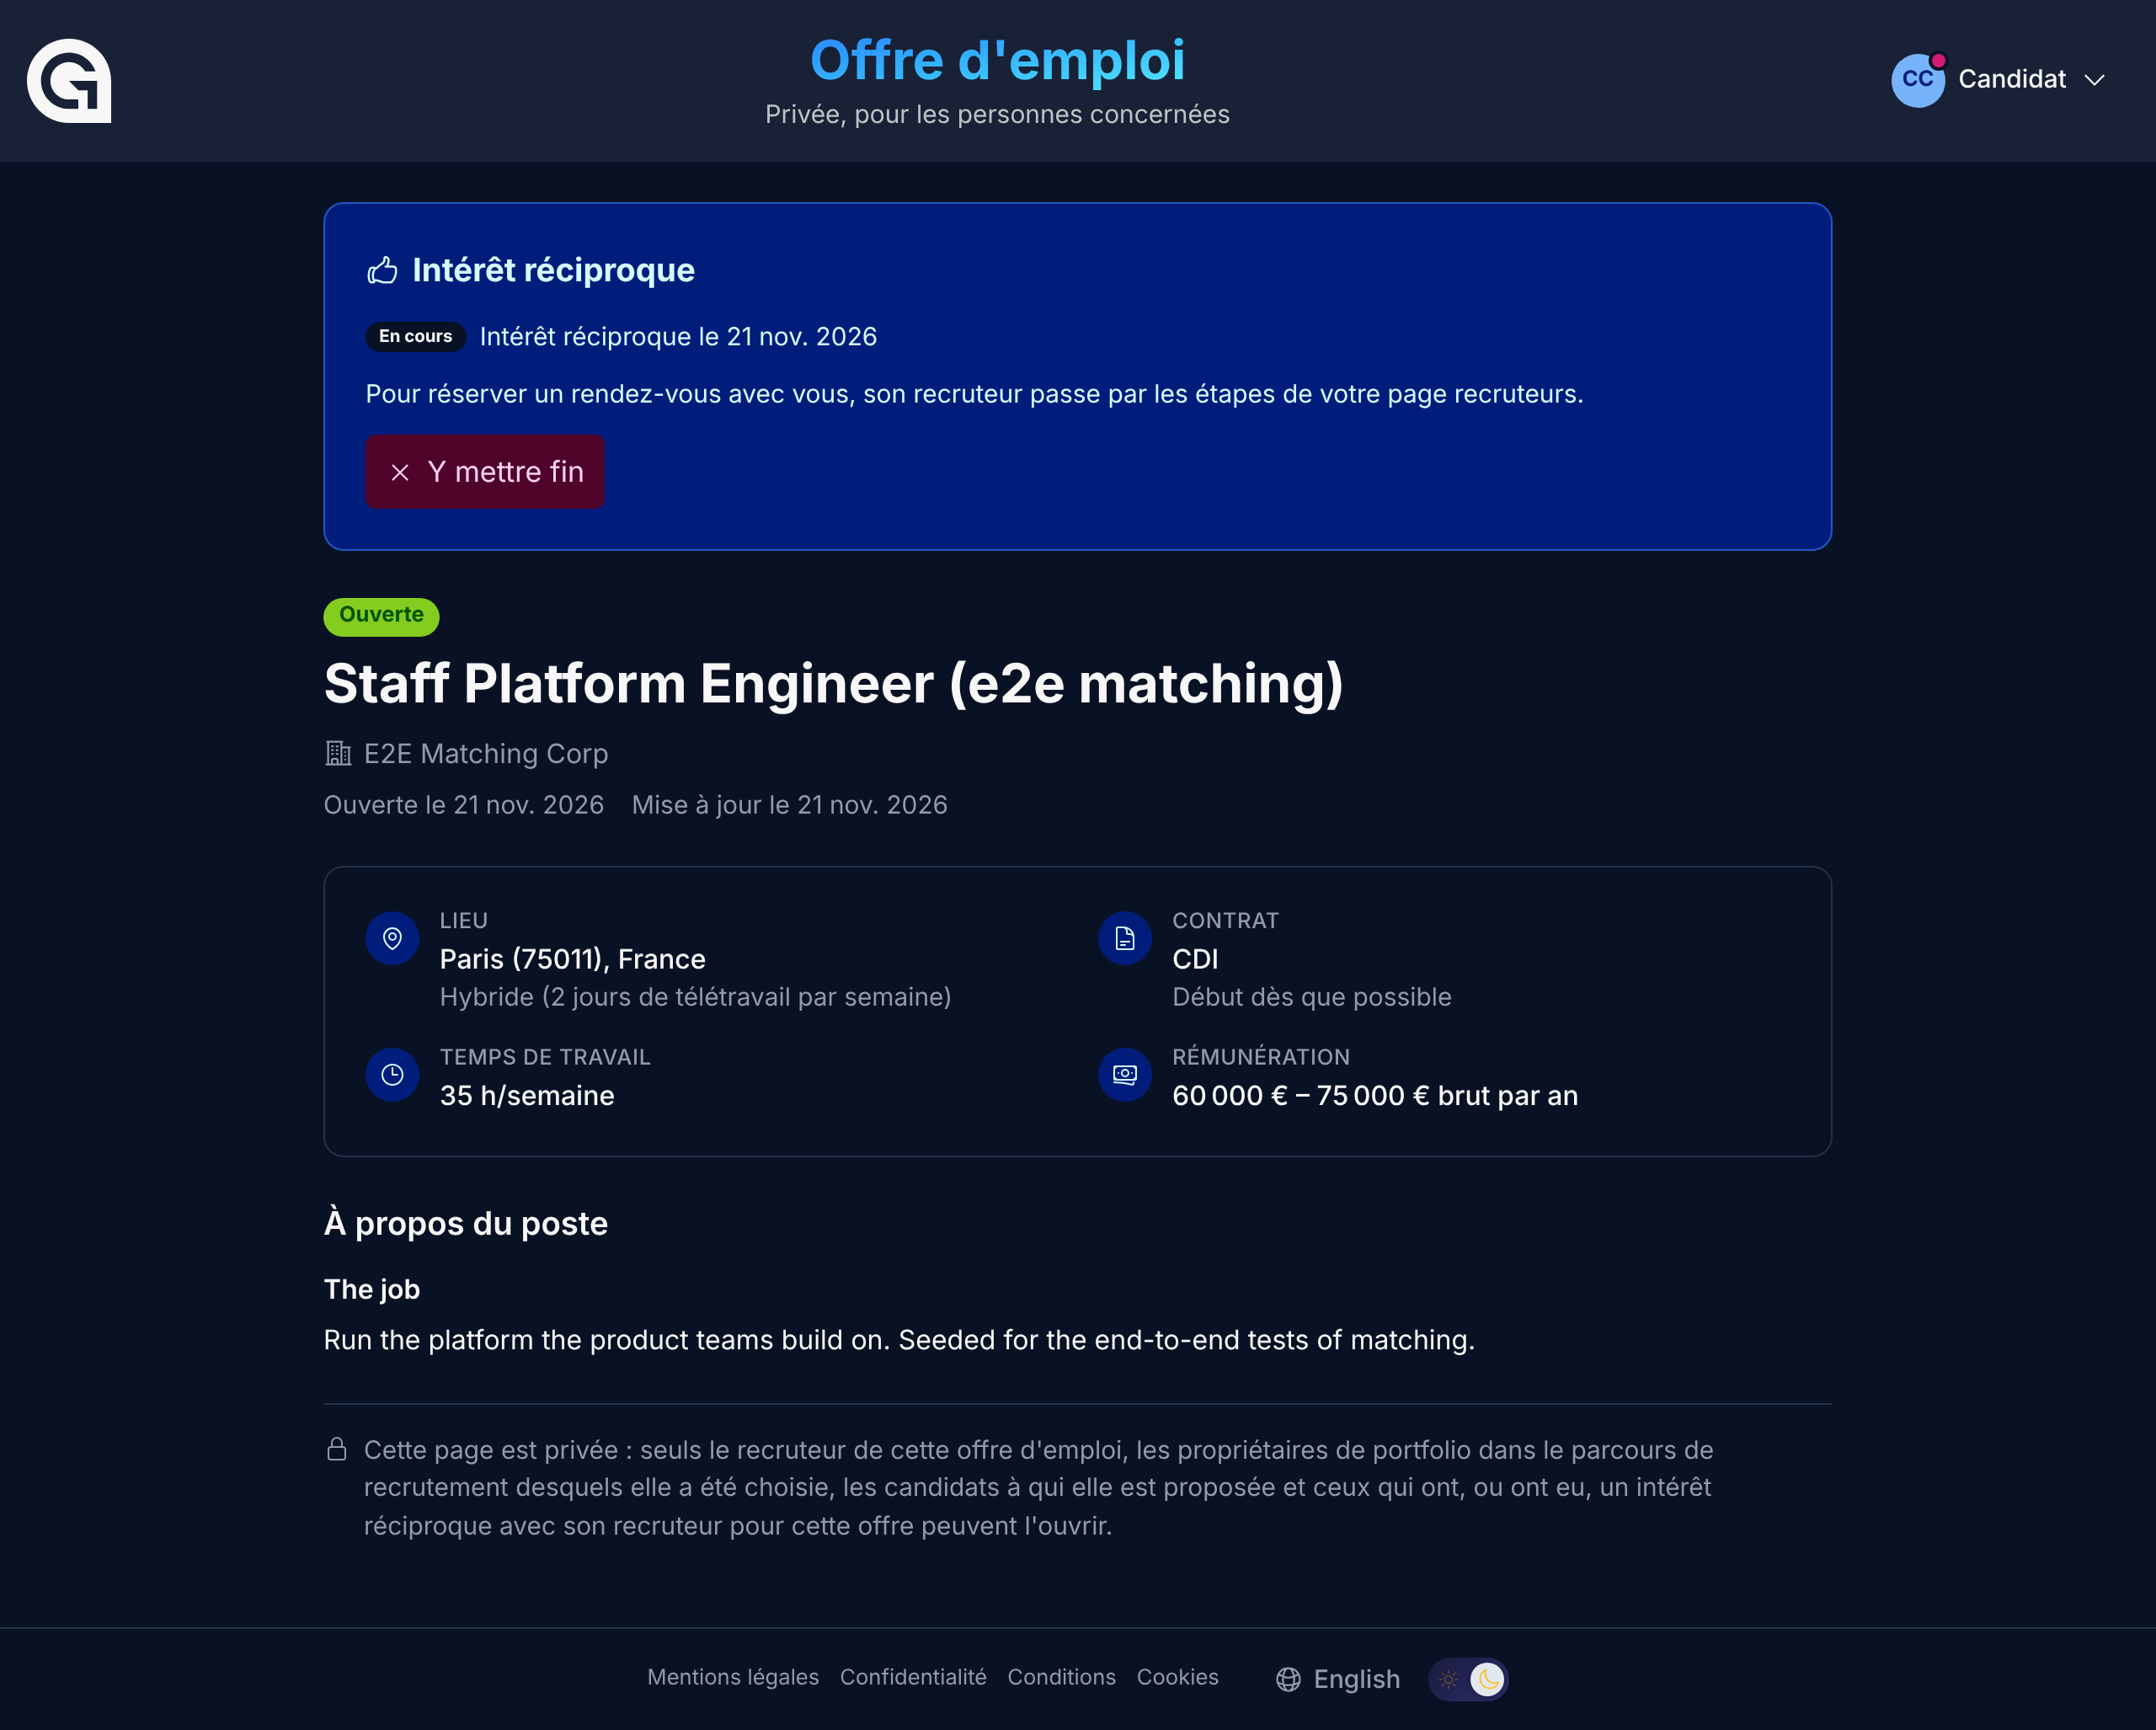 Offre d'emploi
Privée, pour les personnes concernées
CC
Candidat
Intérêt réciproque
En cours
Intérêt réciproque le 21 nov. 2026
Pour réserver un rendez-vous avec vous, son recruteur passe par les étapes de votre page recruteurs.
Y mettre fin
Ouverte
Staff Platform Engineer (e2e matching)
E2E Matching Corp
Ouverte le 21 nov. 2026 Mise à jour le 21 nov. 2026
LIEU
Paris (75011), France
Hybride (2 jours de télétravail par semaine)
CONTRAT
CDI
Début dès que possible
TEMPS DE TRAVAIL
35 h/semaine
RÉMUNÉRATION
60 000 € – 75 000 € brut par an
À propos du poste
The job
Run the platform the product teams build on. Seeded for the end-to-end tests of matching.
Cette page est privée : seuls le recruteur de cette offre d'emploi, les propriétaires de portfolio dans le parcours de
recrutement desquels elle a été choisie, les candidats à qui elle est proposée et ceux qui ont, ou ont eu, un intérêt
réciproque avec son recruteur pour cette offre peuvent l'ouvrir.
Mentions légales Confidentialité Conditions Cookies English